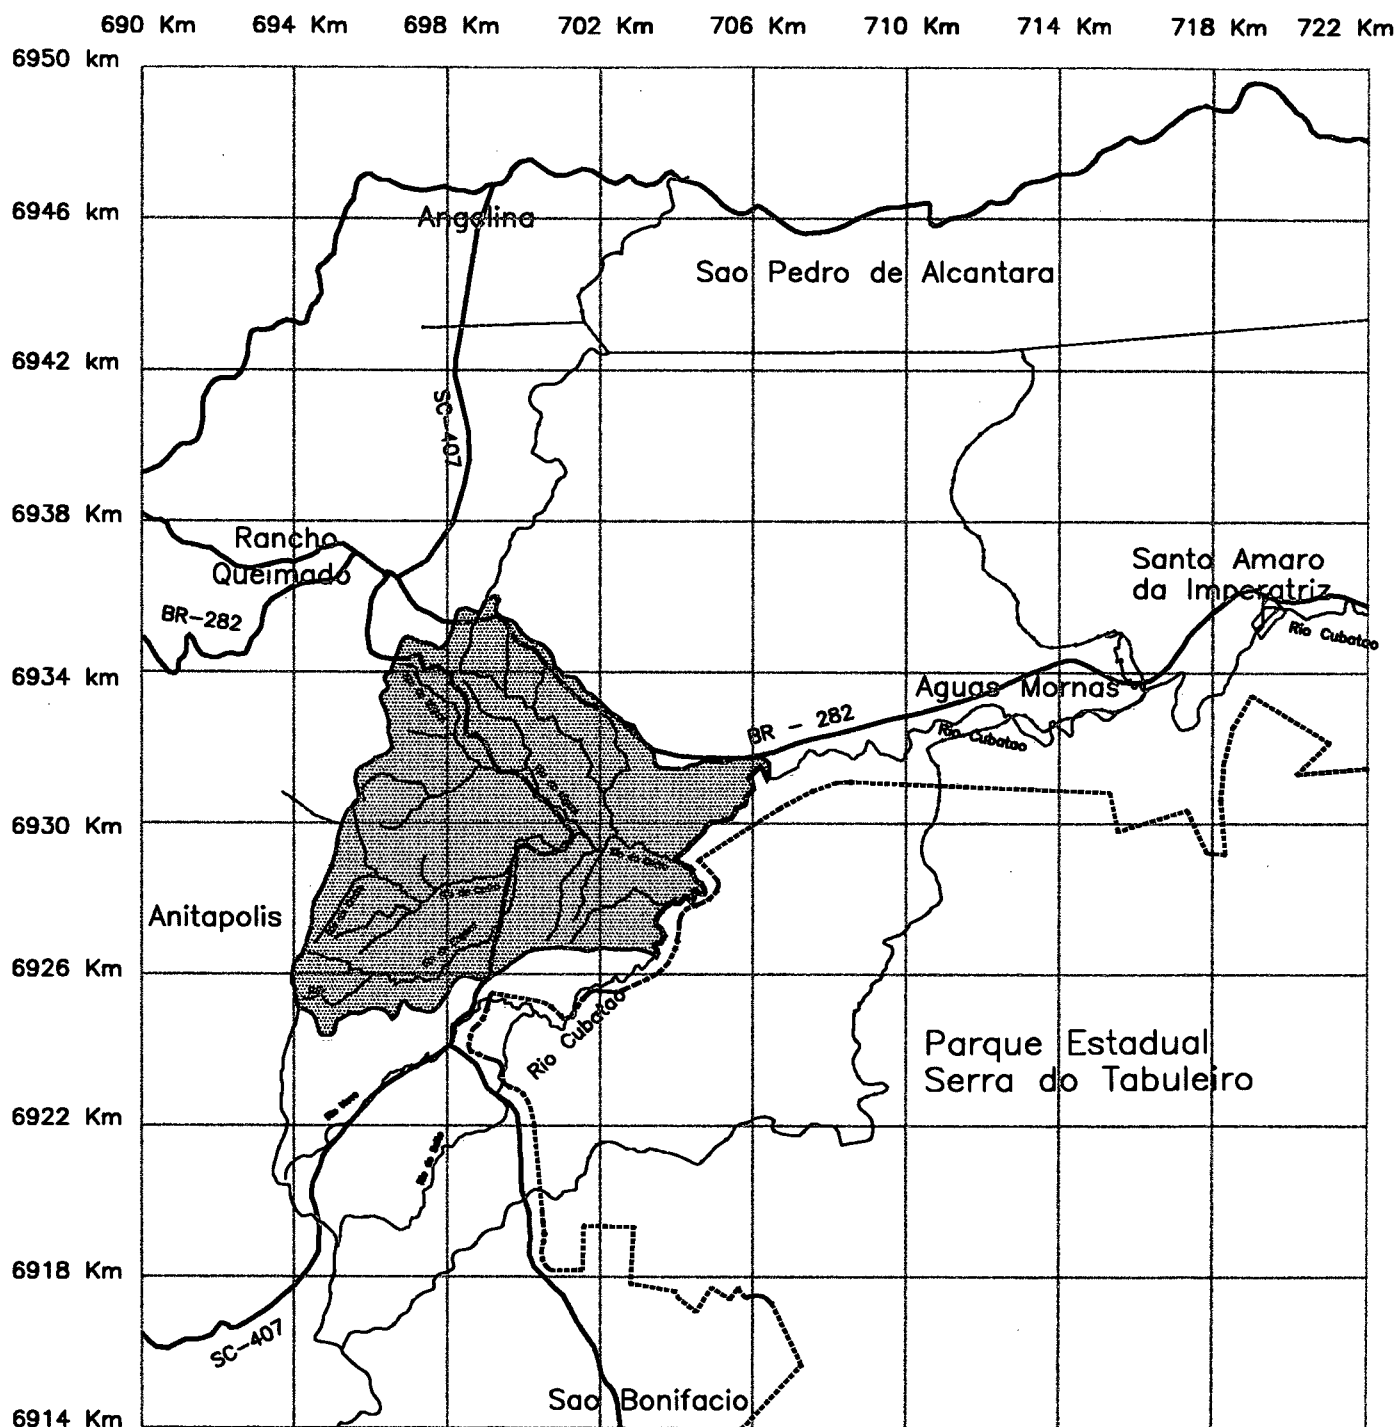 690 Km 694 Km 698 Km 702 Km 706 Km 710 Km 714 Km 718 Km 722 Km
6950 km
6946 km
Angelina
Sao Pedro de Alcantara
6942 km
SC-407
6938 Km
Rancho
Queimado
Santo Amaro
da Imperatriz
BR-282
Rio Cubatao
6934 km
Aguas Mornas
BR - 282
Rio Cubatao
6930 Km
Anitapolis
6926 Km
Rio Cubatao
Parque Estadual
Serra do Tabuleiro
6922 Km
6918 Km
SC-407
Sao Bonifacio
6914 Km